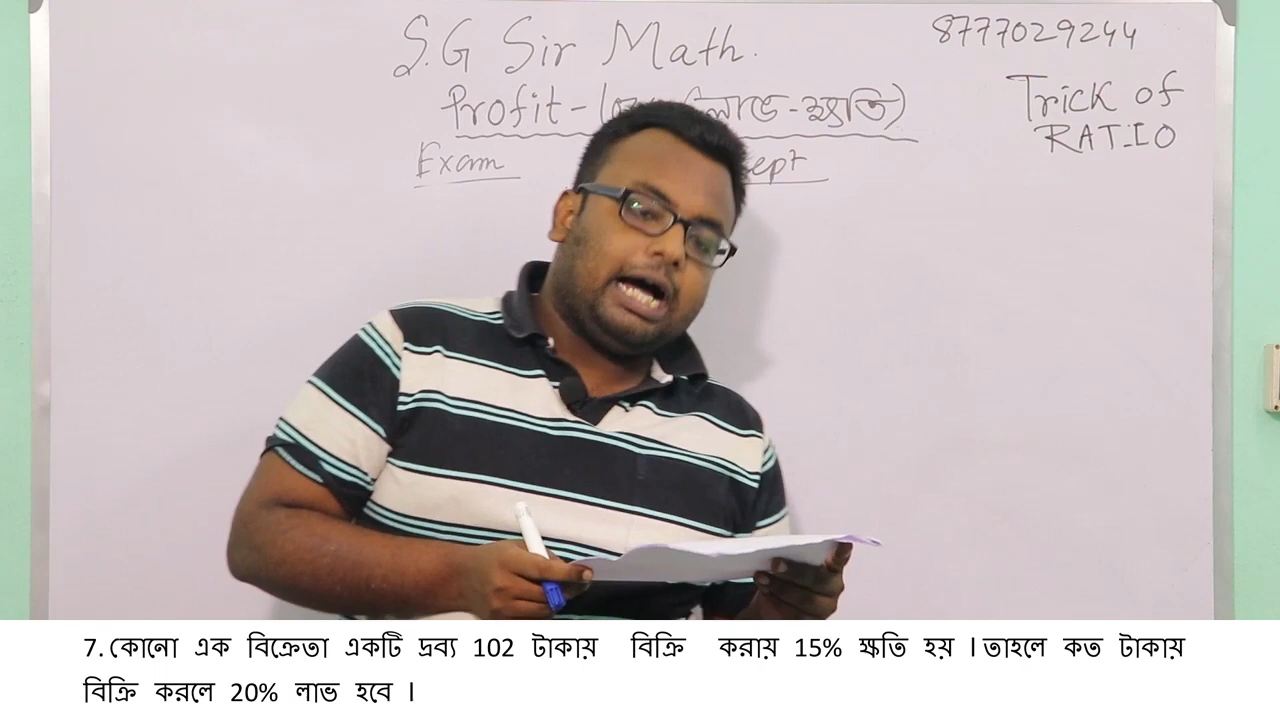 S.G Sir Math.
8777029244
Profit - (লাভ-ক্ষতি)
Trick of
RATIO
Exam
7. কোনো এক বিক্রেতা একটি দ্রব্য 102 টাকায় বিক্রি করায় 15% ক্ষতি হয় । তাহলে কত টাকায়
বিক্রি করলে 20% লাভ হবে ।